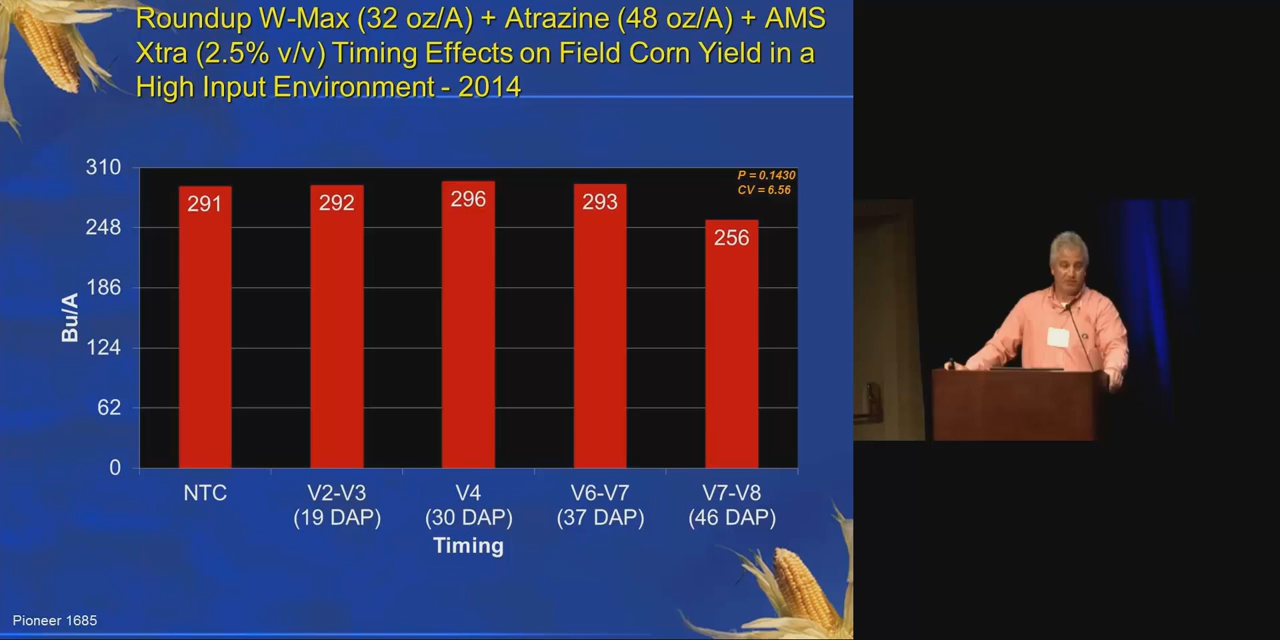 Roundup W-Max (32 oz/A) + Atrazine (48 oz/A) + AMS
Xtra (2.5% v/v) Timing Effects on Field Corn Yield in a
High Input Environment - 2014
P = 0.1430
CV = 6.56
310
248
186
124
62
0
Bu/A
291
292
296
293
256
NTC
V2-V3
(19 DAP)
V4
(30 DAP)
V6-V7
(37 DAP)
V7-V8
(46 DAP)
Timing
Pioneer 1685